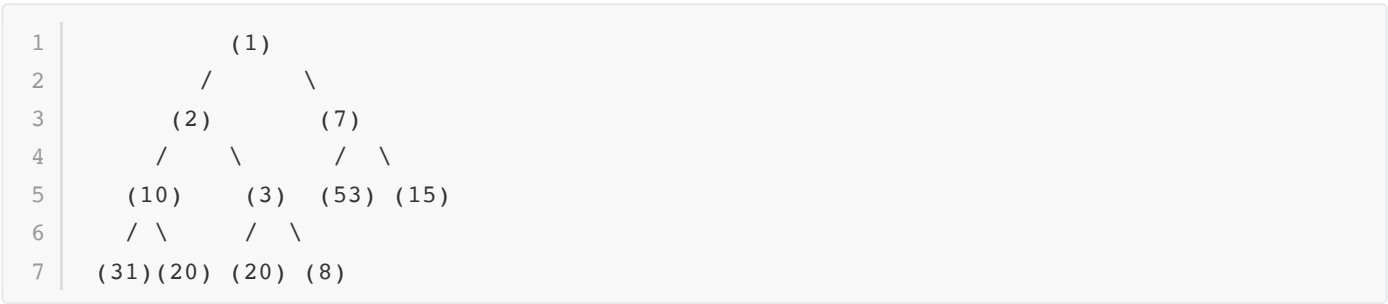 1 (1)
2 / \
3 (2) (7)
4 / \ / \
5 (10) (3) (53) (15)
6 / \ / \
7 (31)(20) (20) (8)